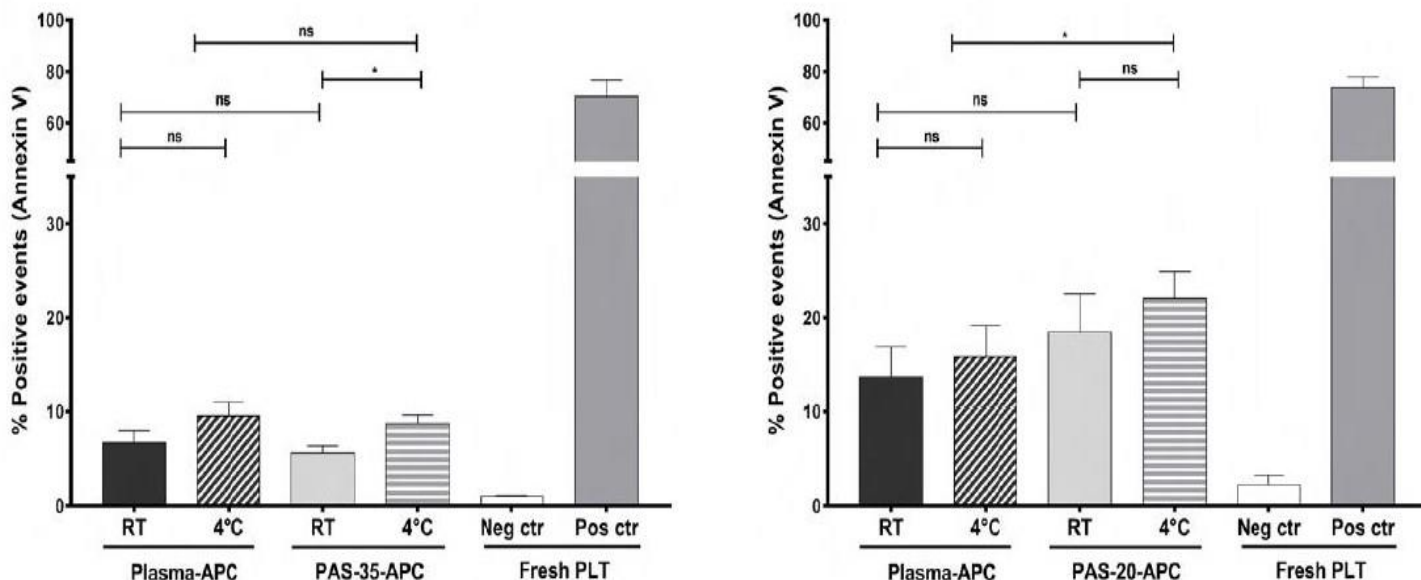 % Positive events (Annexin V)
100
80
60
30
20
10
0
ns
*
ns
ns
RT 4°C RT 4°C Neg ctr Pos ctr
Plasma-APC PAS-35-APC Fresh PLT
% Positive events (Annexin V)
100
80
60
30
20
10
0
*
ns
ns
ns
RT 4°C RT 4°C Neg ctr Pos ctr
Plasma-APC PAS-20-APC Fresh PLT